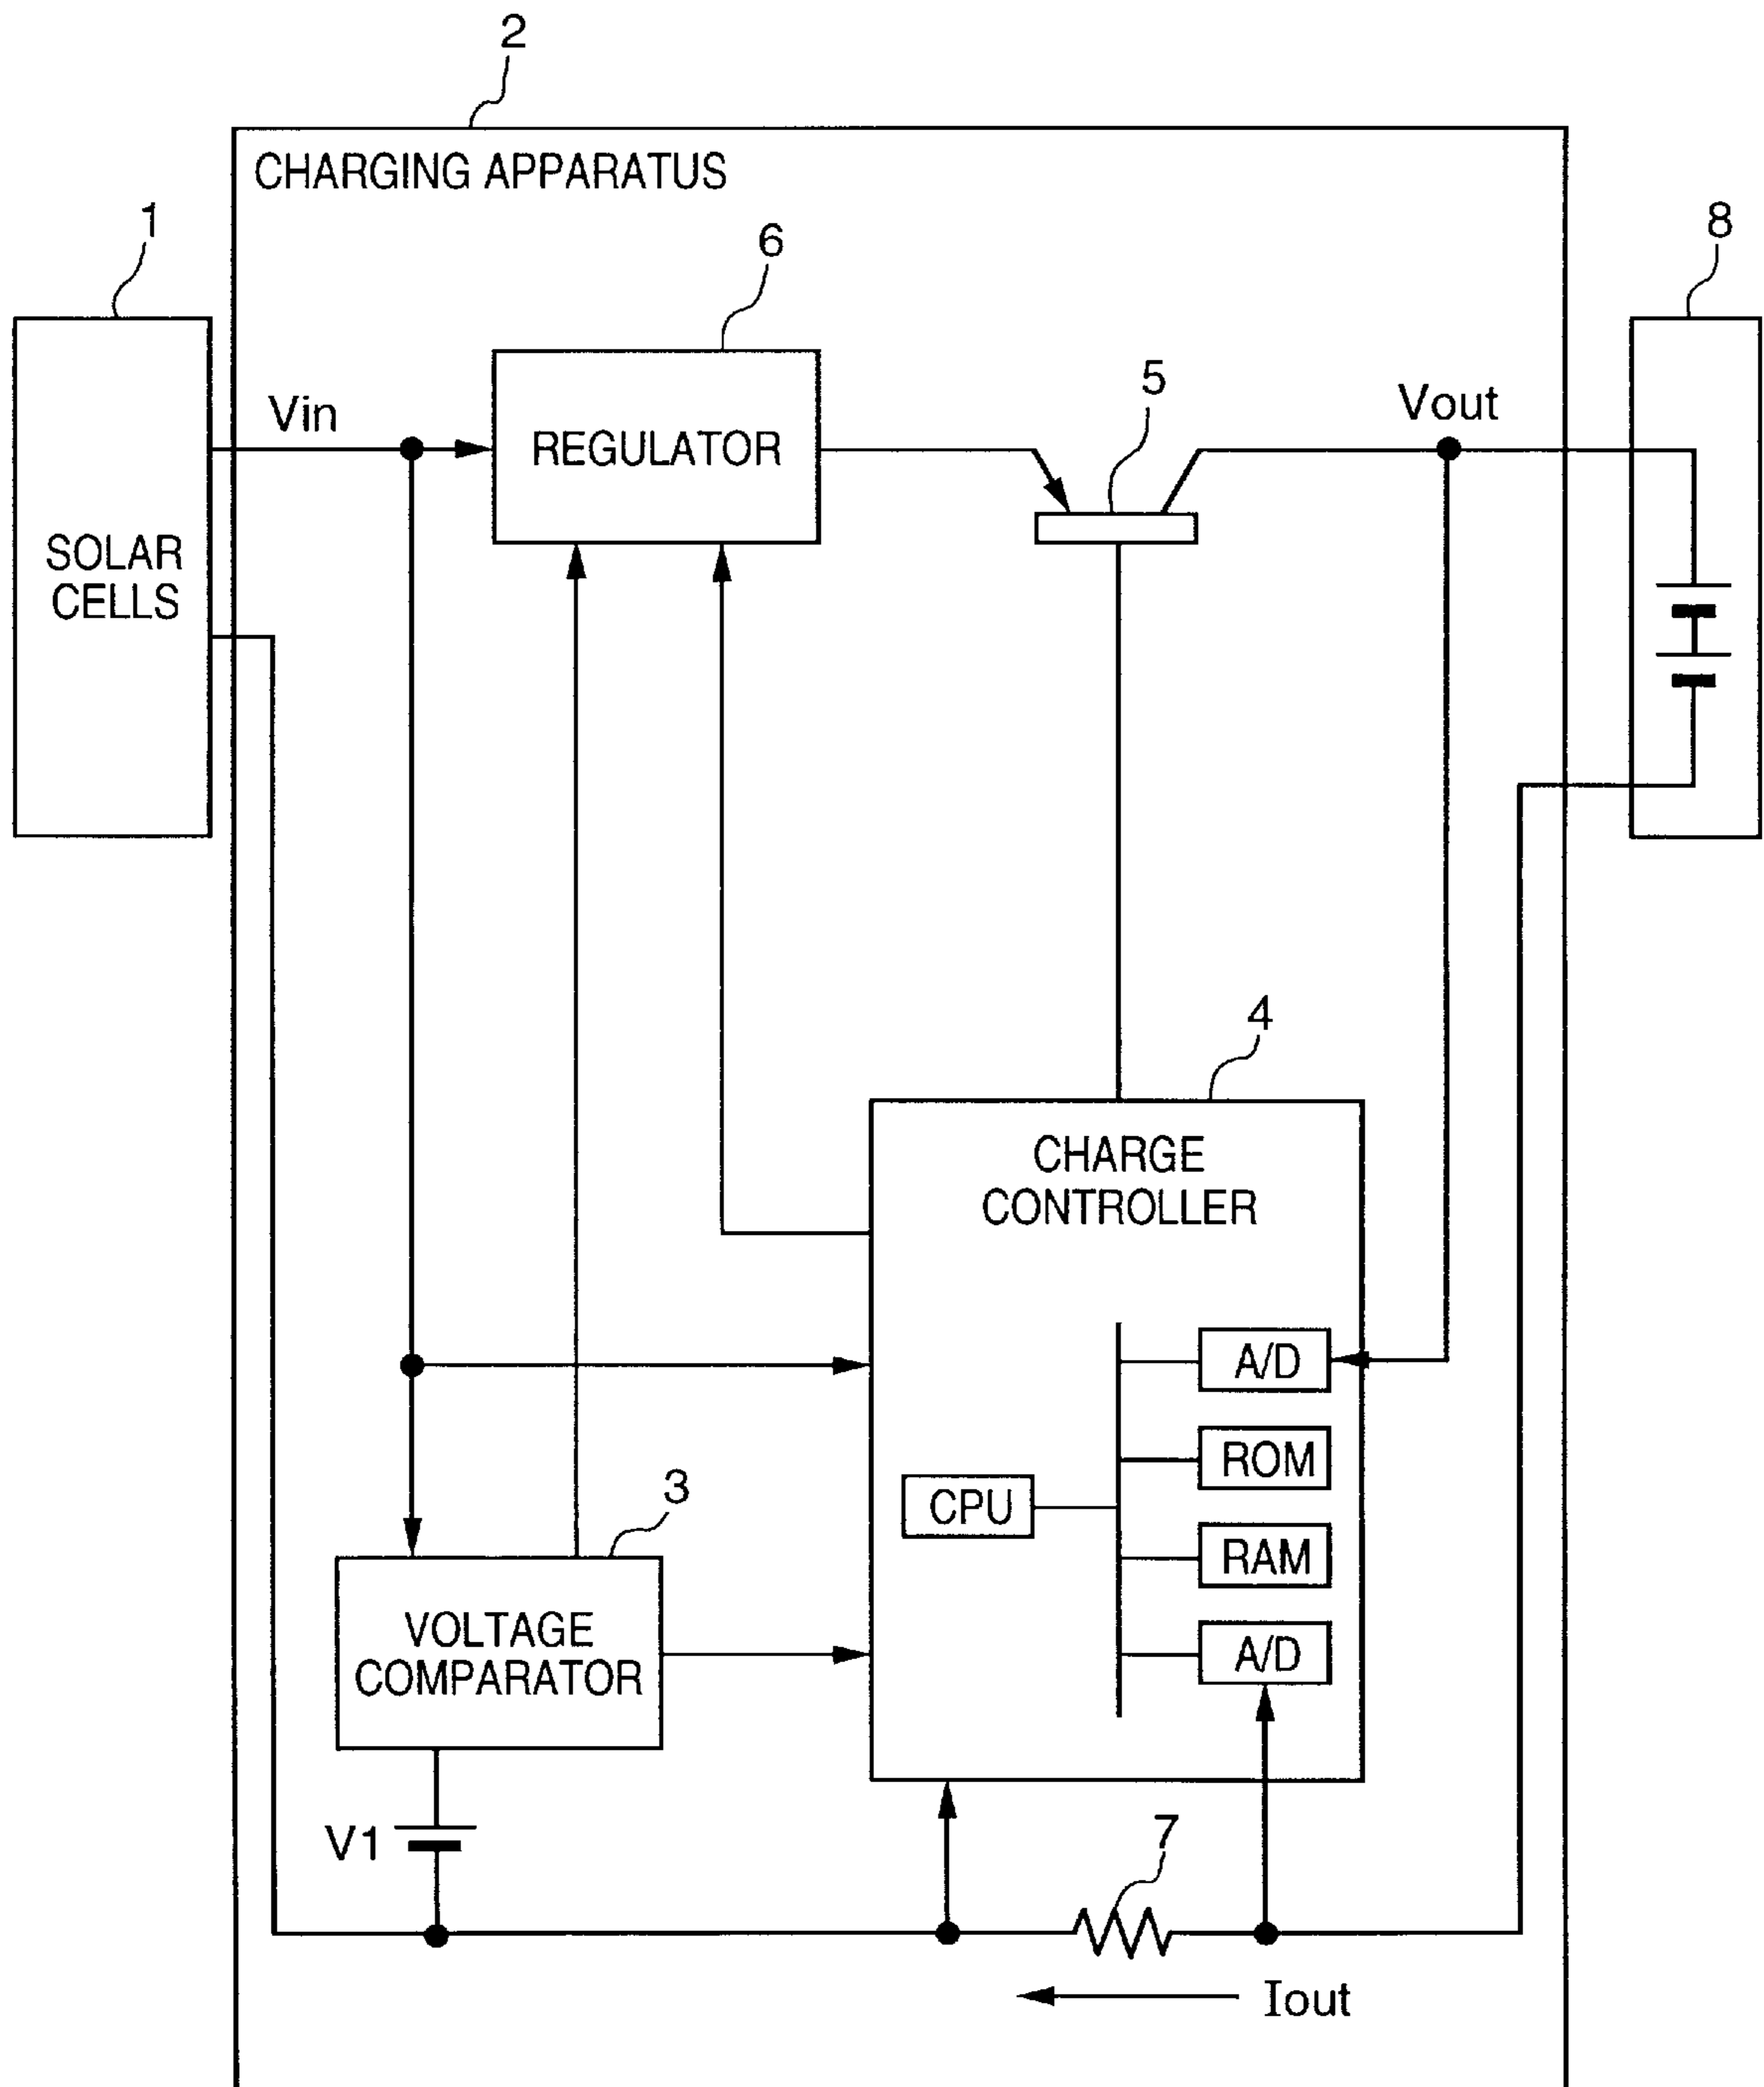 2
CHARGING APPARATUS
1
6
8
5
Vin
Vout
REGULATOR
SOLAR
CELLS
4
CHARGE
CONTROLLER
A/D
ROM
3
CPU
RAM
VOLTAGE
COMPARATOR
A/D
V1
7
Iout